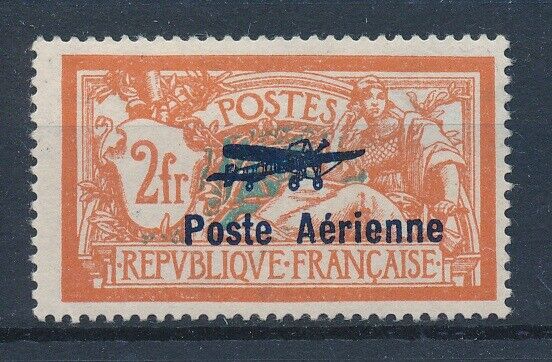 POSTES
2fr
Poste Aérienne
·REPVBLIQVE·FRANÇAISE·